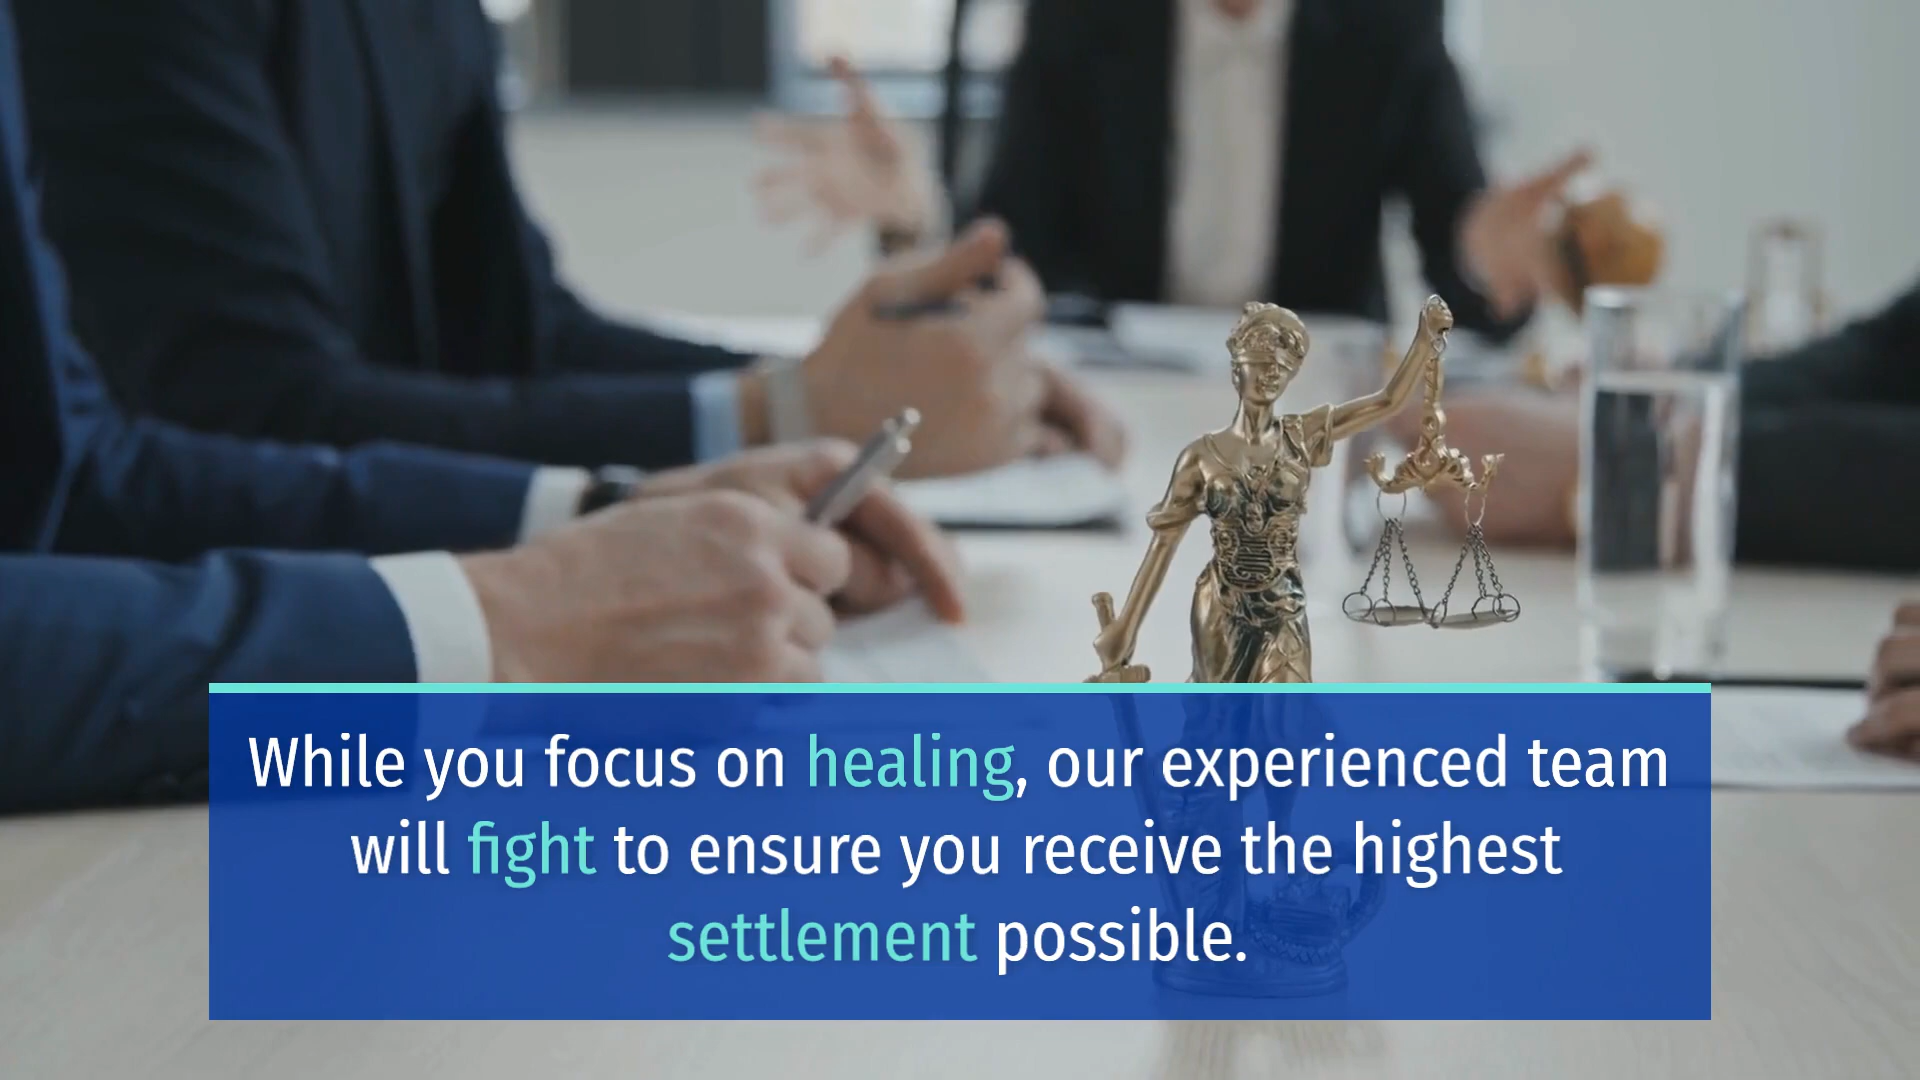 While you focus on healing, our experienced team
will fight to ensure you receive the highest
settlement possible.